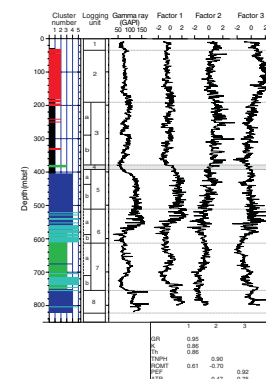 Cluster number
Logging unit
Gamma ray (GAPI)
Factor 1
Factor 2
Factor 3
1 2 3 4 5
50 100 150
-2 0 2
-2 0 2
-2 0 2
Depth (mbsf)
0
100
200
300
400
500
600
700
800
1
2
a
3
b
4
a
5
b
a
6
b
a
7
b
8
1 2 3
GR 0.95
K 0.86
Th 0.86
TNPH 0.90
ROMT 0.61 -0.70
PEF 0.92